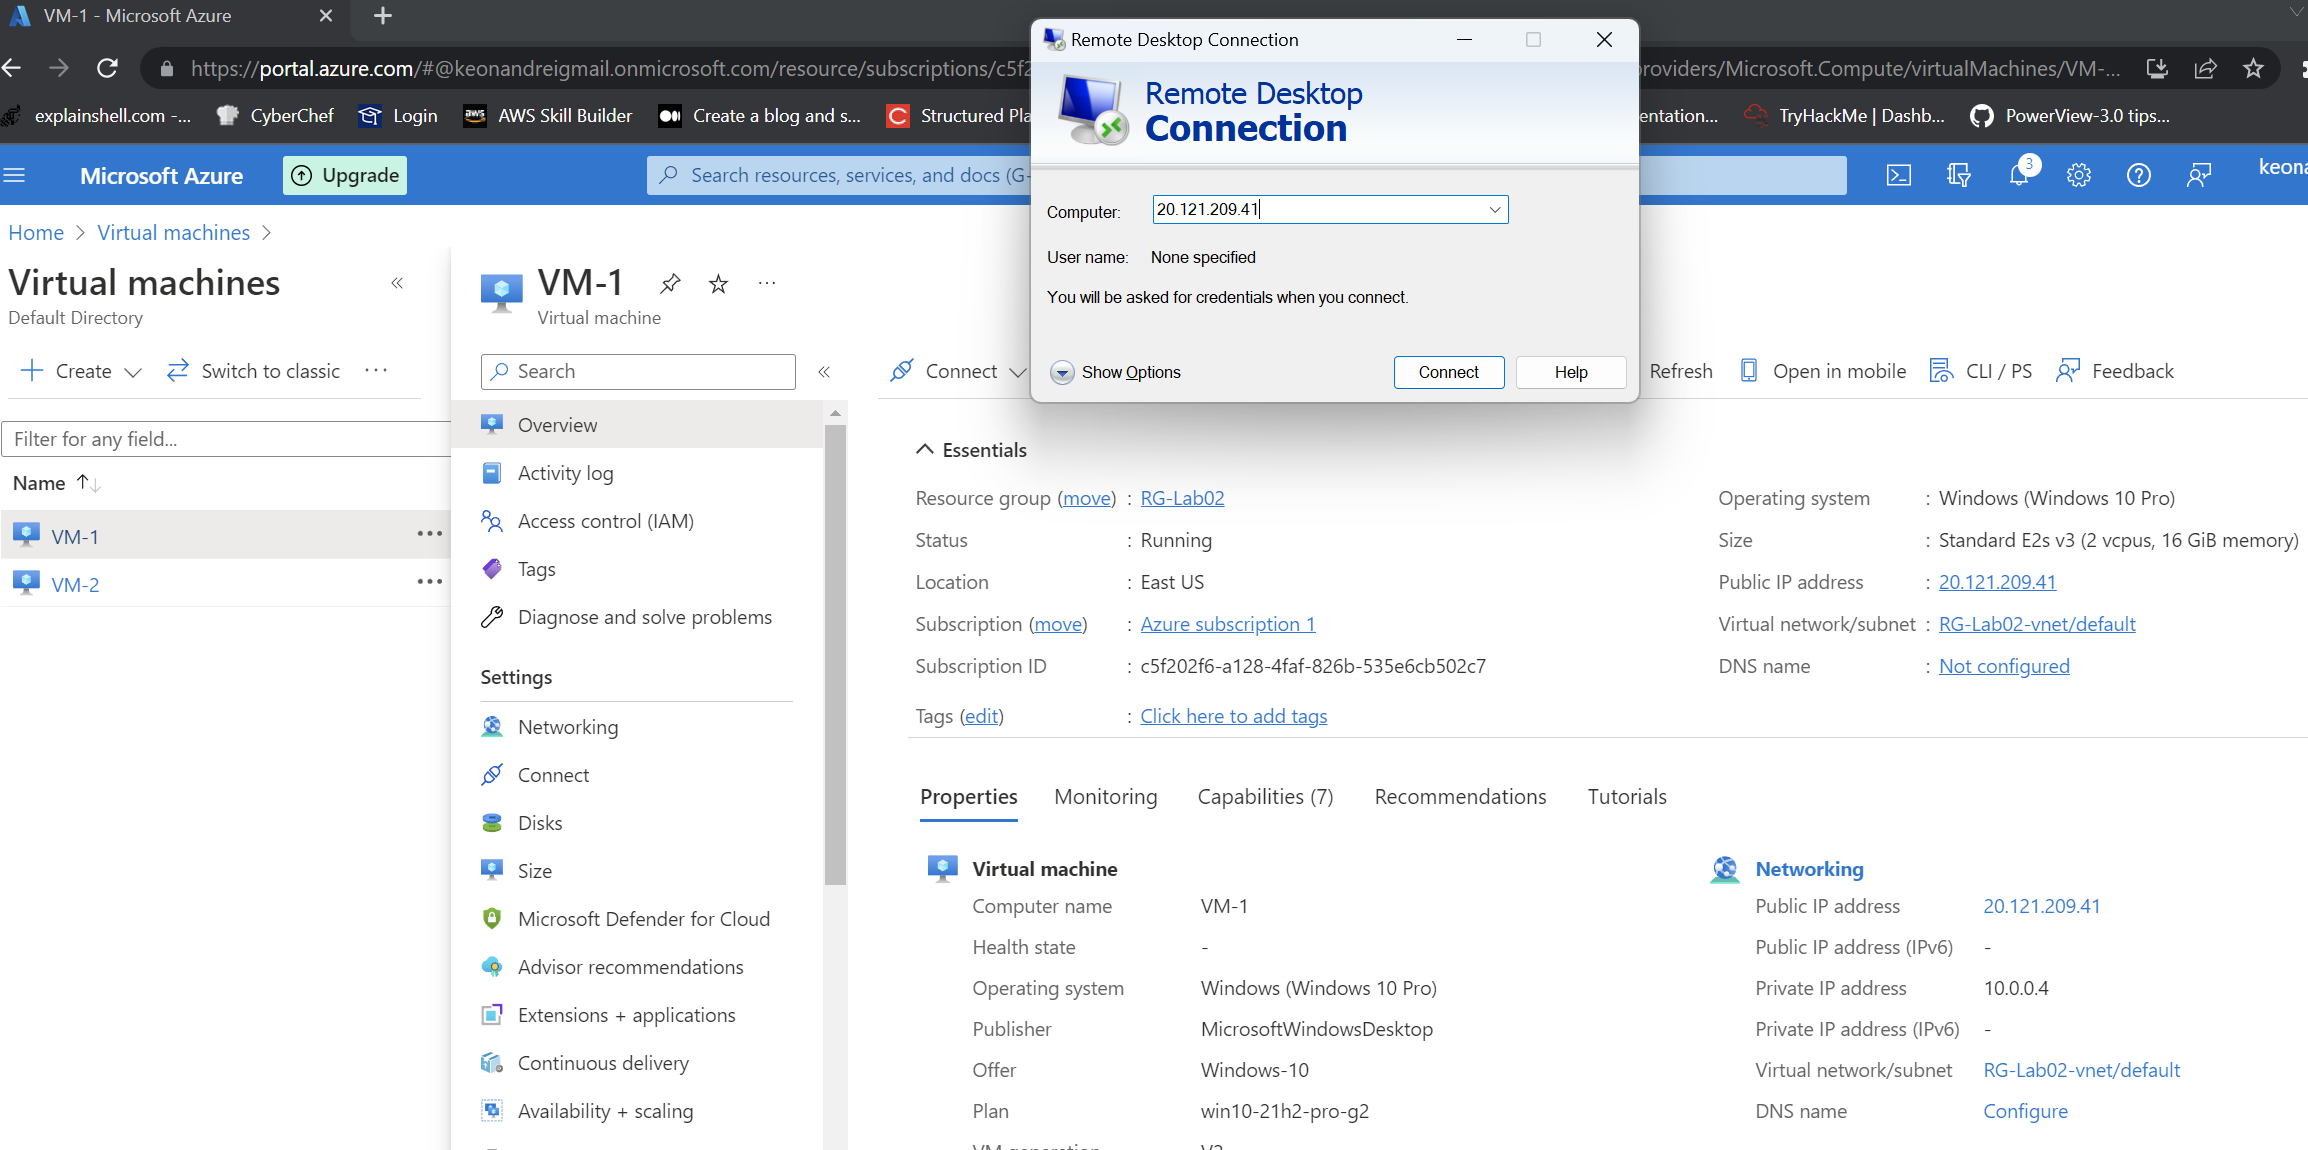 VM-1 - Microsoft Azure
https://portal.azure.com/#@keonandreigmail.onmicrosoft.com/resource/subscriptions/c5f2
roviders/Microsoft.Compute/virtualMachines/VM-...
explainshell.com -...
CyberChef
Login
AWS Skill Builder
Create a blog and s...
Structured Pla
entation...
TryHackMe | Dashb...
PowerView-3.0 tips...
Microsoft Azure
Upgrade
Search resources, services, and docs (G-
3
keona
Remote Desktop Connection
Remote Desktop
Connection
Computer: 20.121.209.41
User name: None specified
You will be asked for credentials when you connect.
Show Options
Connect
Help
Home > Virtual machines >
Virtual machines
Default Directory
Create
Switch to classic
Filter for any field...
Name
VM-1
VM-2
VM-1
Virtual machine
Search
Overview
Activity log
Access control (IAM)
Tags
Diagnose and solve problems
Settings
Networking
Connect
Disks
Size
Microsoft Defender for Cloud
Advisor recommendations
Extensions + applications
Continuous delivery
Availability + scaling
Connect
Refresh
Open in mobile
CLI / PS
Feedback
Essentials
Resource group (move) : RG-Lab02
Status : Running
Location : East US
Subscription (move) : Azure subscription 1
Subscription ID : c5f202f6-a128-4faf-826b-535e6cb502c7
Tags (edit) : Click here to add tags
Operating system : Windows (Windows 10 Pro)
Size : Standard E2s v3 (2 vcpus, 16 GiB memory)
Public IP address : 20.121.209.41
Virtual network/subnet : RG-Lab02-vnet/default
DNS name : Not configured
Properties
Monitoring
Capabilities (7)
Recommendations
Tutorials
Virtual machine
Computer name VM-1
Health state -
Operating system Windows (Windows 10 Pro)
Publisher MicrosoftWindowsDesktop
Offer Windows-10
Plan win10-21h2-pro-g2
VM generation V2
Networking
Public IP address 20.121.209.41
Public IP address (IPv6) -
Private IP address 10.0.0.4
Private IP address (IPv6) -
Virtual network/subnet RG-Lab02-vnet/default
DNS name Configure